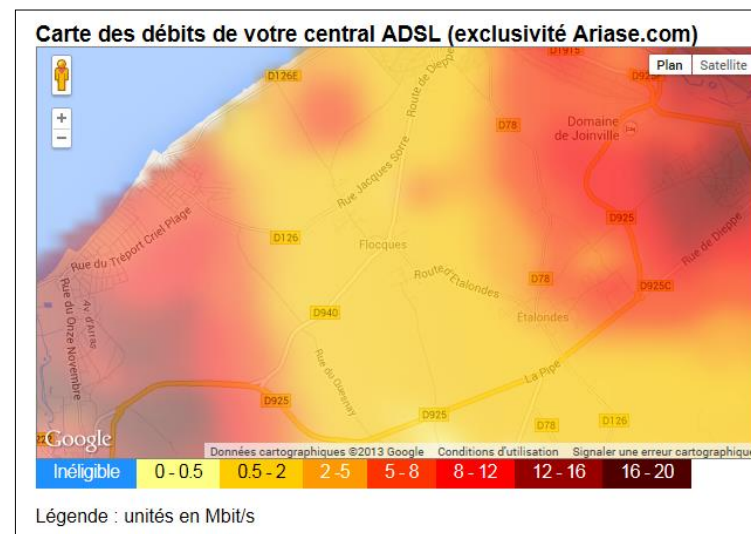 Carte des débits de votre central ADSL (exclusivité Ariase.com)
D126E
Route de Dieppe
D1915
D925
Plan
Satellite
+
−
D78
Domaine
de Joinville
Rue Jacques Sorre
D925
Rue de Dieppe
Rue du Tréport Criel Plage
D126
Flocques
Route d'Étalondes
D78
D925C
Rue du Onze Novembre
Av. d'Arras
D940
Étalondes
Rue du Quesnay
La Pipe
D925
D925
D78
D126
Google
Données cartographiques ©2013 Google
Conditions d'utilisation
Signaler une erreur cartographique
Inéligible
0 - 0.5
0.5 - 2
2 -5
5 - 8
8 - 12
12 - 16
16 - 20
Légende : unités en Mbit/s